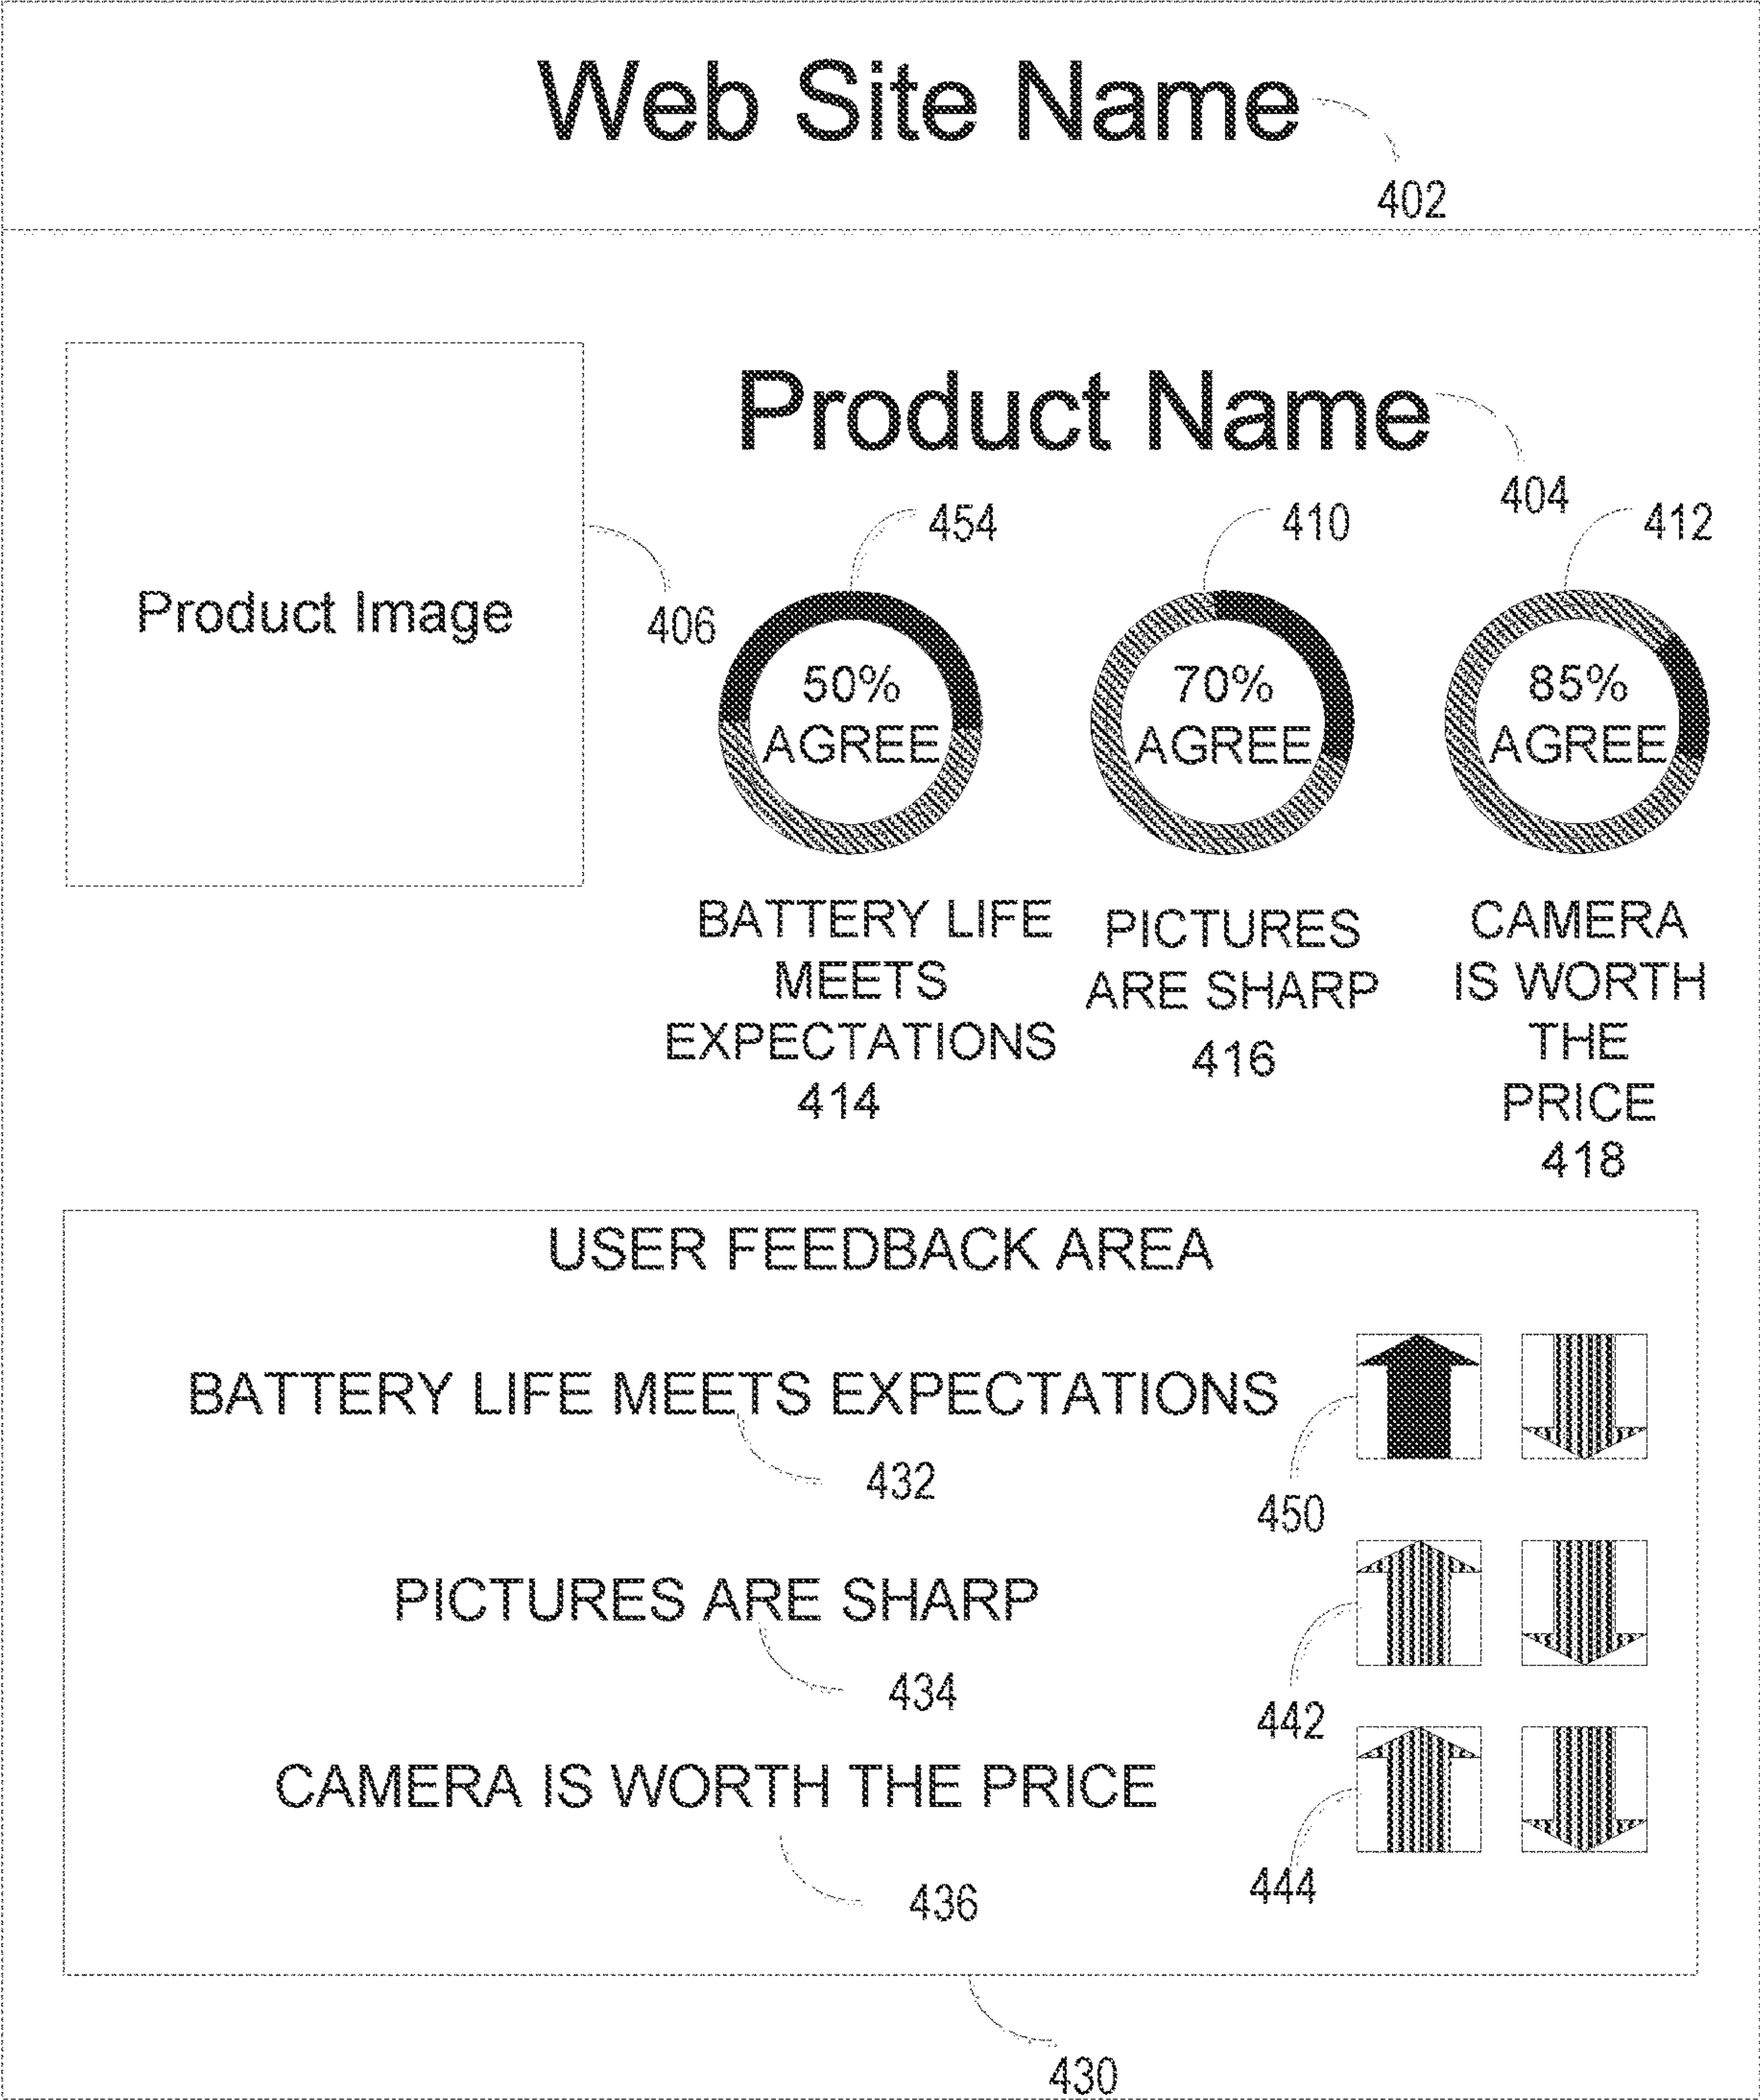 Web Site Name
402
Product Name
404
454
410
412
Product Image
406
50%
AGREE
70%
AGREE
85%
AGREE
BATTERY LIFE
MEETS
EXPECTATIONS
414
PICTURES
ARE SHARP
416
CAMERA
IS WORTH
THE
PRICE
418
USER FEEDBACK AREA
BATTERY LIFE MEETS EXPECTATIONS
432
450
PICTURES ARE SHARP
434
442
CAMERA IS WORTH THE PRICE
436
444
430